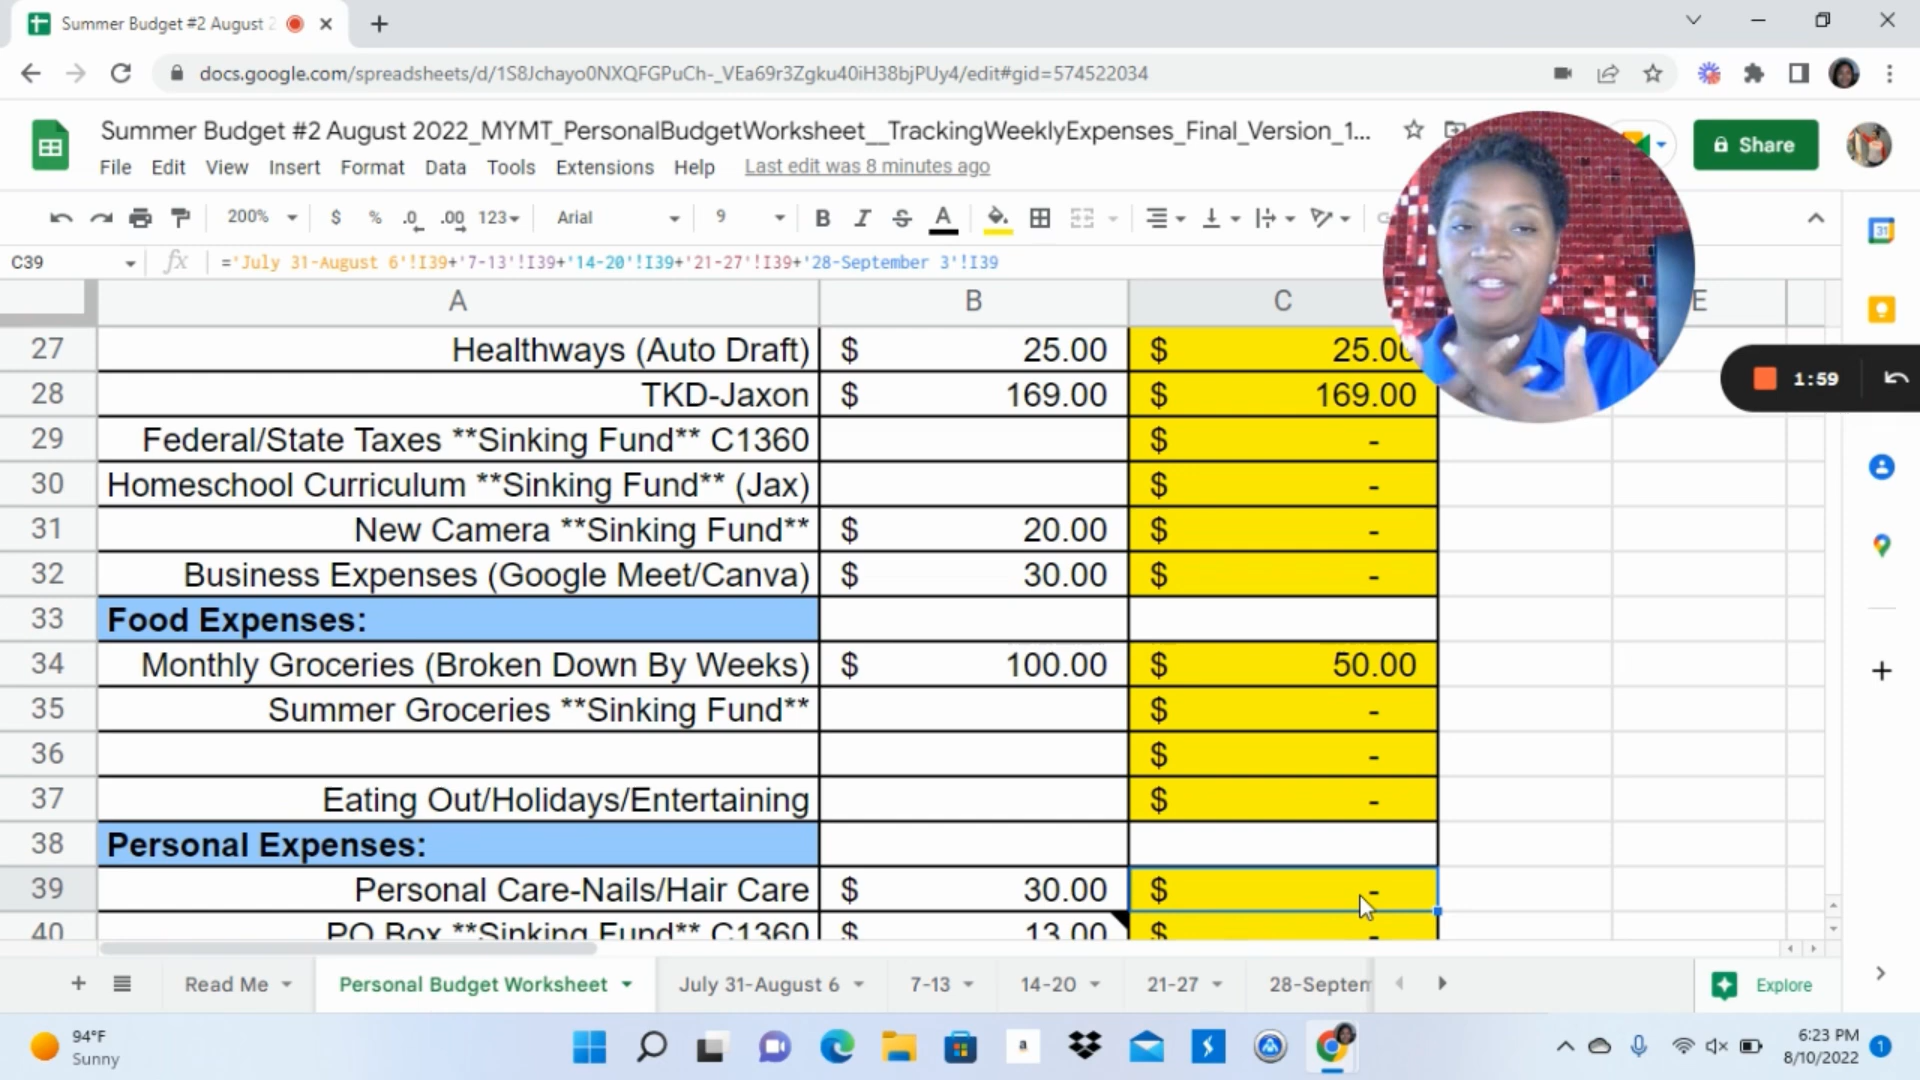 Summer Budget #2 August 2
docs.google.com/spreadsheets/d/1S8Jchayo0NXQFGPuCh-_VEa69r3Zgku40iH38bjPUy4/edit#gid=574522034
Summer Budget #2 August 2022_MYMT_PersonalBudgetWorksheet__TrackingWeeklyExpenses_Final_Version_1...
Share
File Edit View Insert Format Data Tools Extensions Help Last edit was 8 minutes ago
200% $ % .0 .00 123 Arial 9 B I S A
31
C39 fx ='July 31-August 6'!I39+'7-13'!I39+'14-20'!I39+'21-27'!I39+'28-September 3'!I39
A B C E
27 Healthways (Auto Draft) $ 25.00 $ 25.00
1:59
28 TKD-Jaxon $ 169.00 $ 169.00
29 Federal/State Taxes **Sinking Fund** C1360 $ -
30 Homeschool Curriculum **Sinking Fund** (Jax) $ -
31 New Camera **Sinking Fund** $ 20.00 $ -
32 Business Expenses (Google Meet/Canva) $ 30.00 $ -
33 Food Expenses:
34 Monthly Groceries (Broken Down By Weeks) $ 100.00 $ 50.00
35 Summer Groceries **Sinking Fund** $ -
36 $ -
37 Eating Out/Holidays/Entertaining $ -
38 Personal Expenses:
39 Personal Care-Nails/Hair Care $ 30.00 $ -
40 PO Box **Sinking Fund** C1360 $ 13.00 $ -
Read Me Personal Budget Worksheet July 31-August 6 7-13 14-20 21-27 28-Septem Explore
94°F
Sunny
a
6:23 PM
8/10/2022
1